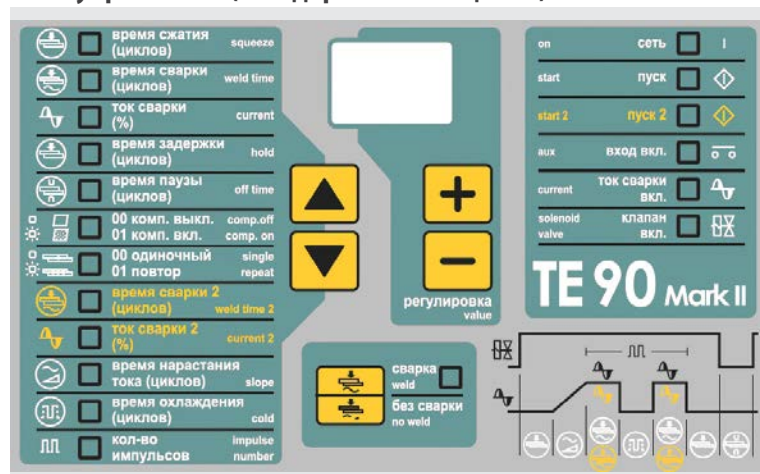 время сжатия
(циклов) squeeze
время сварки
(циклов) weld time
ток сварки
(%) current
время задержки
(циклов) hold
время паузы
(циклов) off time
00 комп. выкл. comp.off
01 комп. вкл. comp. on
00 одиночный single
01 повтор repeat
время сварки 2
(циклов) weld time 2
ток сварки 2
(%) current 2
время нарастания
тока (циклов) slope
время охлаждения
(циклов) cold
кол-во impulse
импульсов number
+
−
регулировка
value
сварка
weld
без сварки
no weld
on сеть I
start пуск
start 2 пуск 2
aux вход вкл.
current ток сварки
вкл.
solenoid клапан
valve вкл.
TE 90 Mark II